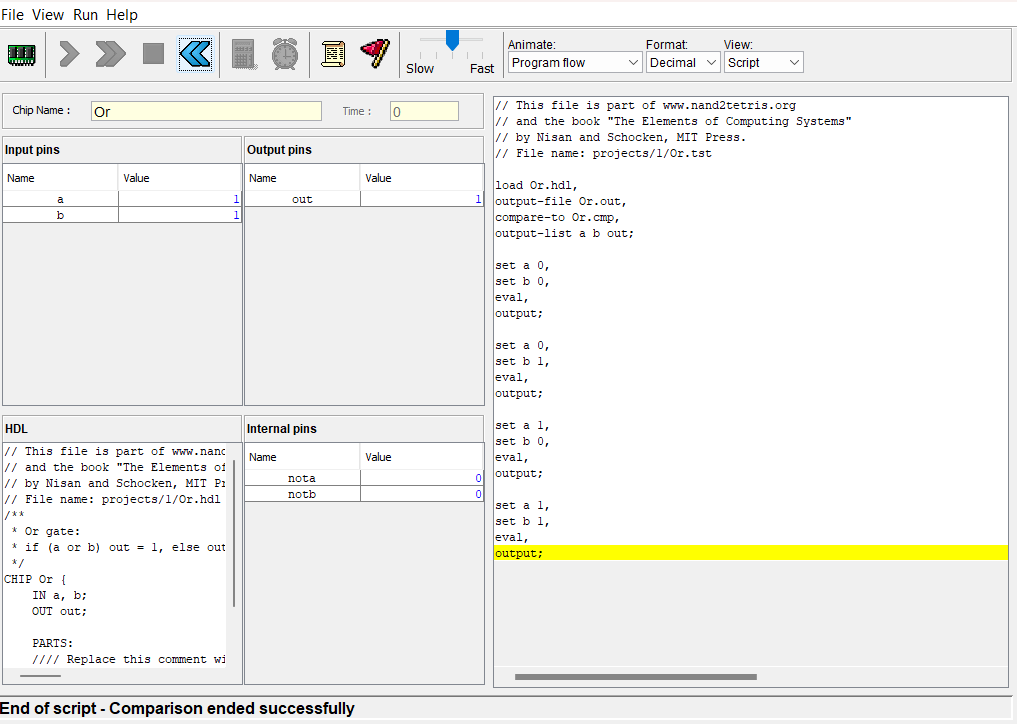 File View Run Help
Slow Fast
Animate: Format: View:
Program flow Decimal Script
Chip Name : Or Time : 0
Input pins
Name Value
a 1
b 1
Output pins
Name Value
out 1
HDL
// This file is part of www.nand
// and the book "The Elements of
// by Nisan and Schocken, MIT Pr
// File name: projects/1/Or.hdl
/**
* Or gate:
* if (a or b) out = 1, else out
*/
CHIP Or {
IN a, b;
OUT out;
PARTS:
//// Replace this comment wi
Internal pins
Name Value
nota 0
notb 0
// This file is part of www.nand2tetris.org
// and the book "The Elements of Computing Systems"
// by Nisan and Schocken, MIT Press.
// File name: projects/1/Or.tst
load Or.hdl,
output-file Or.out,
compare-to Or.cmp,
output-list a b out;
set a 0,
set b 0,
eval,
output;
set a 0,
set b 1,
eval,
output;
set a 1,
set b 0,
eval,
output;
set a 1,
set b 1,
eval,
output;
End of script - Comparison ended successfully